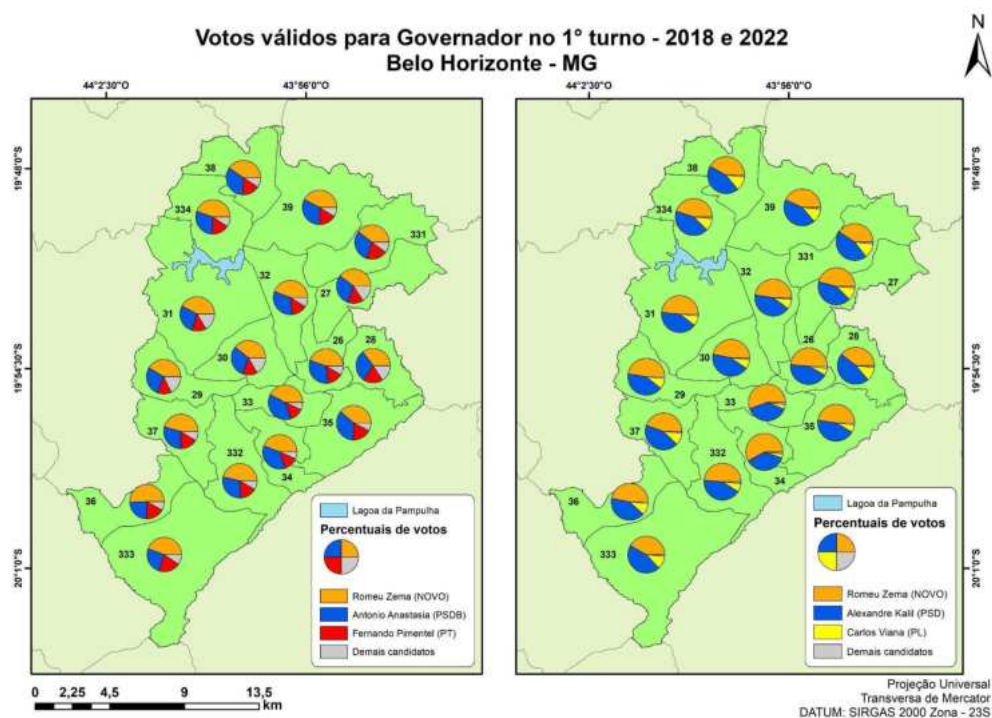 Votos válidos para Governador no 1° turno - 2018 e 2022
Belo Horizonte - MG
N
44°2'30"O 43°56'0"O
44°2'30"O 43°56'0"O
19°48'0"S
19°54'30"S
20°1'0"S
38
334
39
331
32
27
31
26
28
30
29
33
35
37
332
34
36
333
Lagoa da Pampulha
Percentuais de votos
Romeu Zema (NOVO)
Antonio Anastasia (PSDB)
Fernando Pimentel (PT)
Demais candidatos
38
334
39
331
32
27
31
26
28
30
29
33
35
37
332
34
36
333
Lagoa da Pampulha
Percentuais de votos
Romeu Zema (NOVO)
Alexandre Kalil (PSD)
Carlos Viana (PL)
Demais candidatos
19°48'0"S
19°54'30"S
20°1'0"S
0 2,25 4,5 9 13,5
km
Projeção Universal
Transversa de Mercator
DATUM: SIRGAS 2000 Zona - 23S